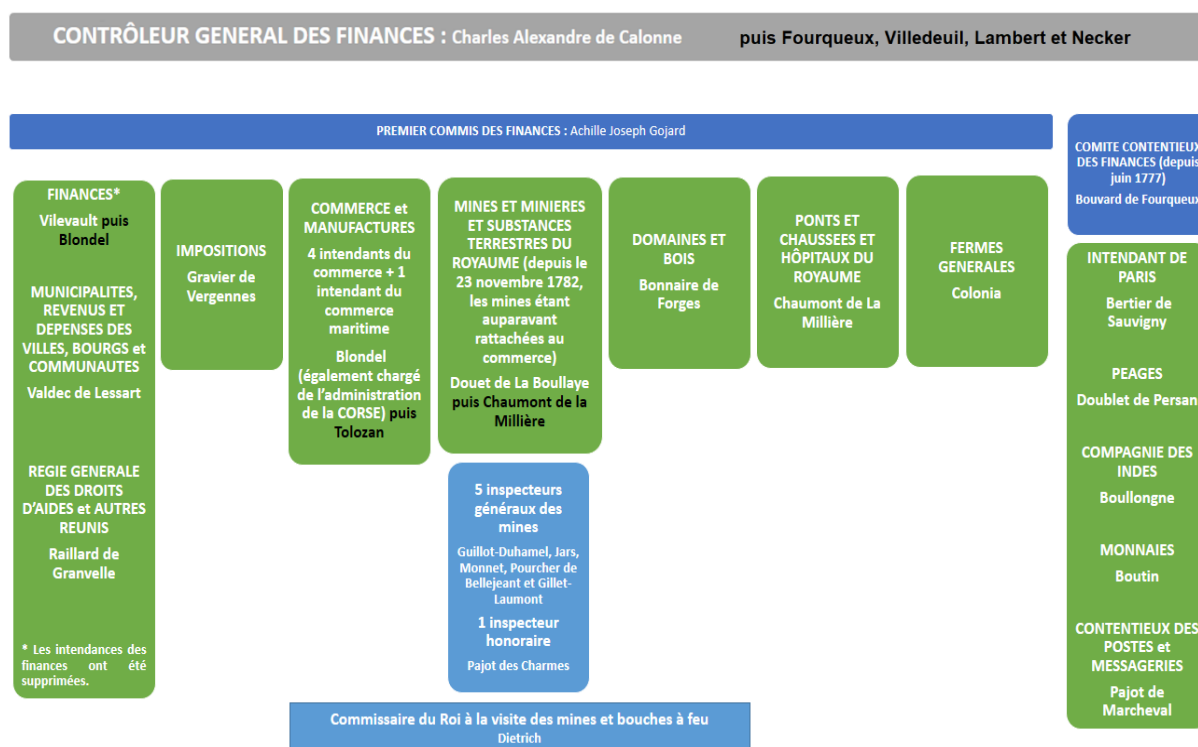 CONTRÔLEUR GENERAL DES FINANCES : Charles Alexandre de Calonne puis Fourqueux, Villedeuil, Lambert et Necker
PREMIER COMMIS DES FINANCES : Achille Joseph Gojard
FINANCES*
Vilevault puis
Blondel
MUNICIPALITES,
REVENUS ET
DEPENSES DES
VILLES, BOURGS et
COMMUNAUTES
Valdec de Lessart
REGIE GENERALE
DES DROITS
D'AIDES et AUTRES
REUNIS
Raillard de
Granvelle
* Les intendances des
finances ont été
supprimées.
IMPOSITIONS
Gravier de
Vergennes
COMMERCE et
MANUFACTURES
4 intendants du
commerce + 1
intendant du
commerce
maritime
Blondel
(également chargé
de l'administration
de la CORSE) puis
Tolozan
MINES ET MINIERES
ET SUBSTANCES
TERRESTRES DU
ROYAUME (depuis le
23 novembre 1782,
les mines étant
auparavant
rattachées au
commerce)
Douet de La Boullaye
puis Chaumont de la
Millière
5 inspecteurs
généraux des
mines
Guillot-Duhamel, Jars,
Monnet, Pourcher de
Bellejeant et Gillet-
Laumont
1 inspecteur
honoraire
Pajot des Charmes
Commissaire du Roi à la visite des mines et bouches à feu
Dietrich
DOMAINES ET
BOIS
Bonnaire de
Forges
PONTS ET
CHAUSSEES ET
HÔPITAUX DU
ROYAUME
Chaumont de La
Millière
FERMES
GENERALES
Colonia
COMITE CONTENTIEUX
DES FINANCES (depuis
juin 1777)
Bouvard de Fourqueux
INTENDANT DE
PARIS
Bertier de
Sauvigny
PEAGES
Doublet de Persan
COMPAGNIE DES
INDES
Boullongne
MONNAIES
Boutin
CONTENTIEUX DES
POSTES et
MESSAGERIES
Pajot de
Marcheval